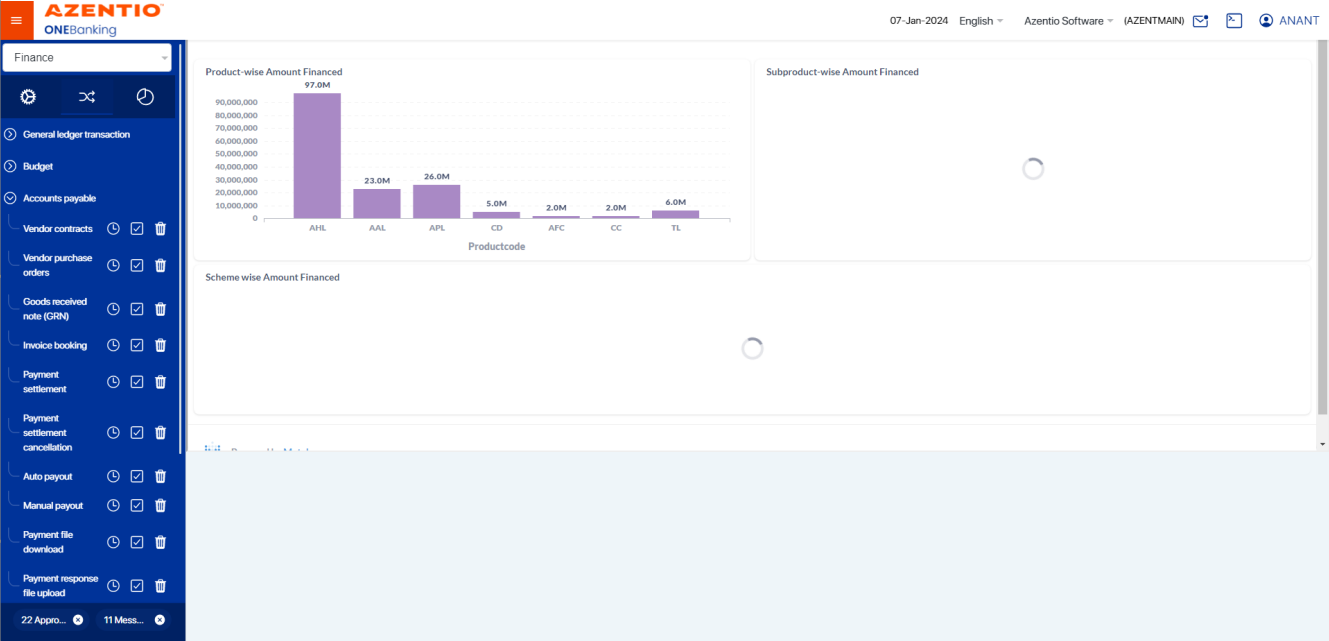 AZENTIO
ONEBanking
07-Jan-2024 English Azentio Software (AZENTMAIN) ANANT
Finance
General ledger transaction
Budget
Accounts payable
Vendor contracts
Vendor purchase
orders
Goods received
note (GRN)
Invoice booking
Payment
settlement
Payment
settlement
cancellation
Auto payout
Manual payout
Payment file
download
Payment response
file upload
22 Appro... 11 Mess...
Product-wise Amount Financed
97.0M
90,000,000
80,000,000
70,000,000
60,000,000
50,000,000
40,000,000
30,000,000
20,000,000
10,000,000
0
23.0M
26.0M
5.0M
2.0M
2.0M
6.0M
AHL AAL APL CD AFC CC TL
Productcode
Subproduct-wise Amount Financed
Scheme wise Amount Financed